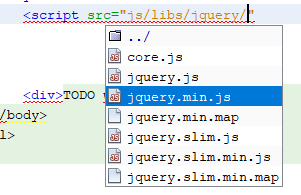 <script src="js/libs/jquery/"
../
core.js
jquery.js
<div>TODO
jquery.min.js
/body>
jquery.min.map
l>
jquery.slim.js
jquery.slim.min.js
jquery.slim.min.map